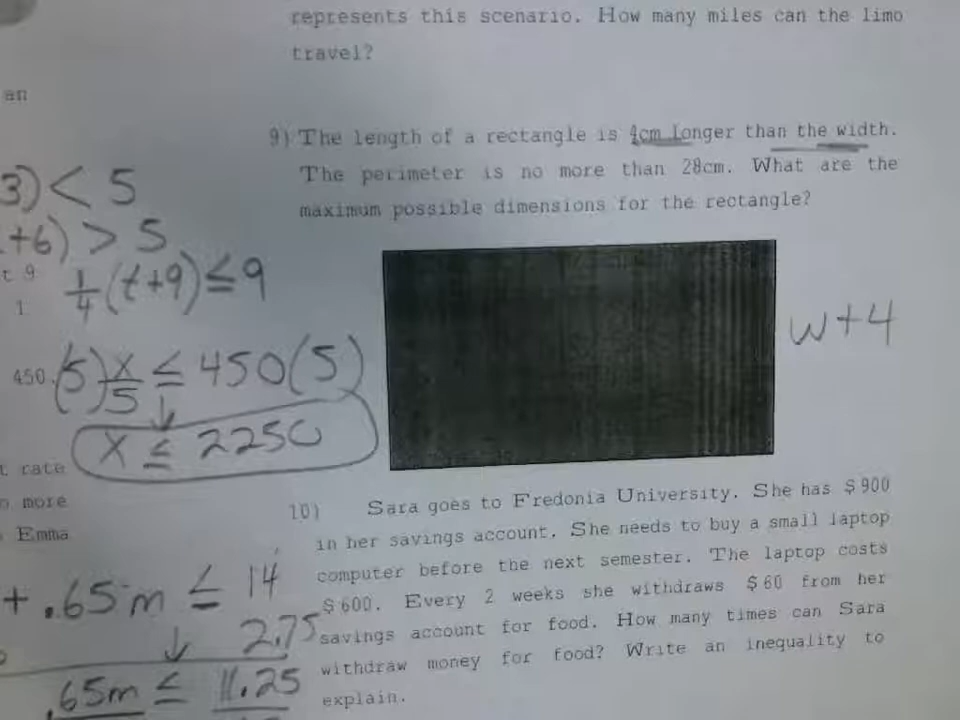 represents this scenario. How many miles can the limo
travel?
an
9) The length of a rectangle is 4cm longer than the width.
The perimeter is no more than 28cm. What are the
maximum possible dimensions for the rectangle?
3) < 5
+6) > 5
t 9
1/4 (t+9) ≤ 9
1
w+4
450.
(5) x/5 ≤ 450(5)
x ≤ 2250
t rate
o more
Emma
10) Sara goes to Fredonia University. She has $900
in her savings account. She needs to buy a small laptop
computer before the next semester. The laptop costs
$600. Every 2 weeks she withdraws $60 from her
savings account for food. How many times can Sara
withdraw money for food? Write an inequality to
explain.
+ .65m ≤ 14
2.75
.65m ≤ 11.25